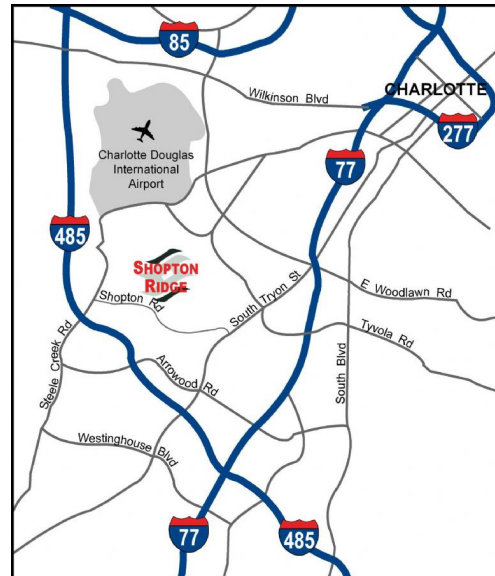 85
CHARLOTTE
Wilkinson Blvd
277
Charlotte Douglas
International
Airport
77
485
SHOPTON
RIDGE
E Woodlawn Rd
Shopton Rd
South Tryon St
Tyvola Rd
Steele Creek Rd
South Blvd
Arrowood Rd
Westinghouse Blvd
77
485